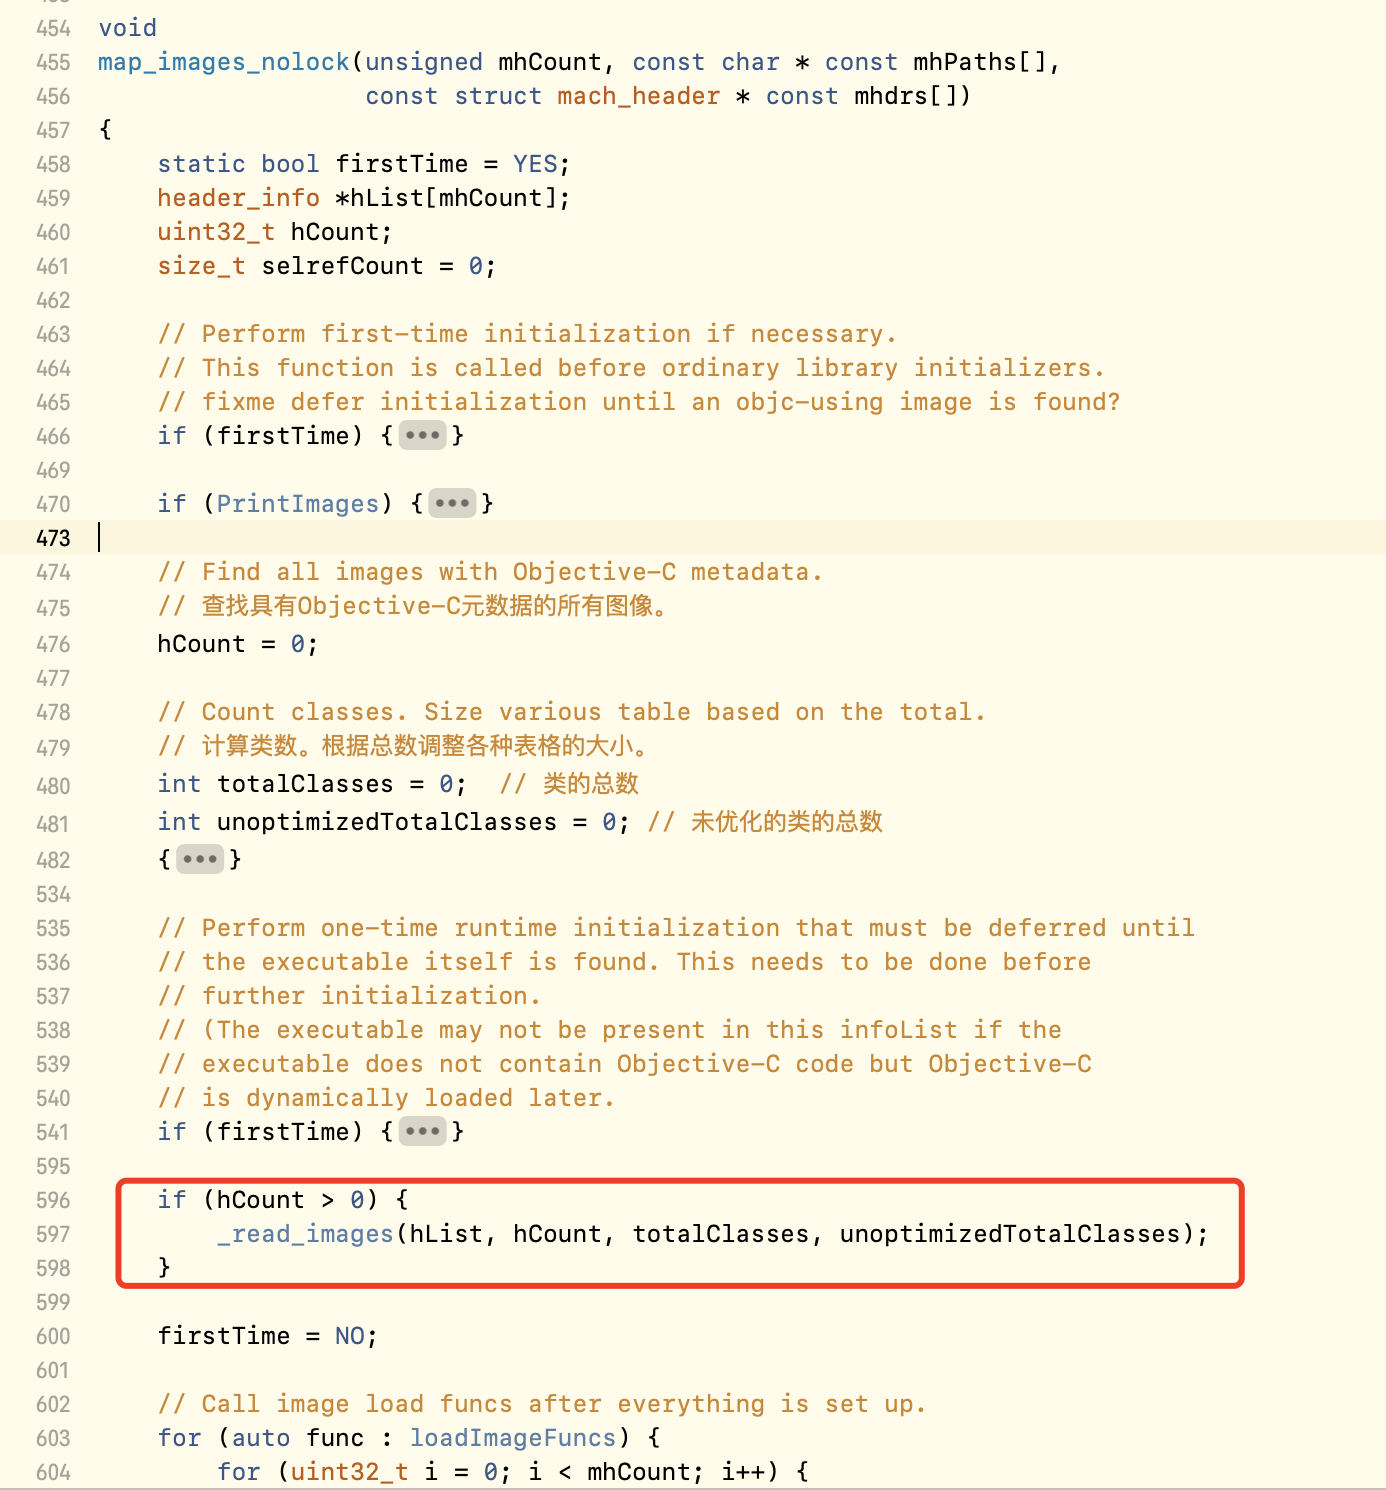 454 void
455 map_images_nolock(unsigned mhCount, const char * const mhPaths[],
456                   const struct mach_header * const mhdrs[])
457 {
458     static bool firstTime = YES;
459     header_info *hList[mhCount];
460     uint32_t hCount;
461     size_t selrefCount = 0;
462
463     // Perform first-time initialization if necessary.
464     // This function is called before ordinary library initializers.
465     // fixme defer initialization until an objc-using image is found?
466     if (firstTime) {•••}
469
470     if (PrintImages) {•••}
473
474     // Find all images with Objective-C metadata.
475     // 查找具有Objective-C元数据的所有图像。
476     hCount = 0;
477
478     // Count classes. Size various table based on the total.
479     // 计算类数。根据总数调整各种表格的大小。
480     int totalClasses = 0;  // 类的总数
481     int unoptimizedTotalClasses = 0; // 未优化的类的总数
482     {•••}
534
535     // Perform one-time runtime initialization that must be deferred until
536     // the executable itself is found. This needs to be done before
537     // further initialization.
538     // (The executable may not be present in this infoList if the
539     // executable does not contain Objective-C code but Objective-C
540     // is dynamically loaded later.
541     if (firstTime) {•••}
595
596     if (hCount > 0) {
597         _read_images(hList, hCount, totalClasses, unoptimizedTotalClasses);
598     }
599
600     firstTime = NO;
601
602     // Call image load funcs after everything is set up.
603     for (auto func : loadImageFuncs) {
604         for (uint32_t i = 0; i < mhCount; i++) {